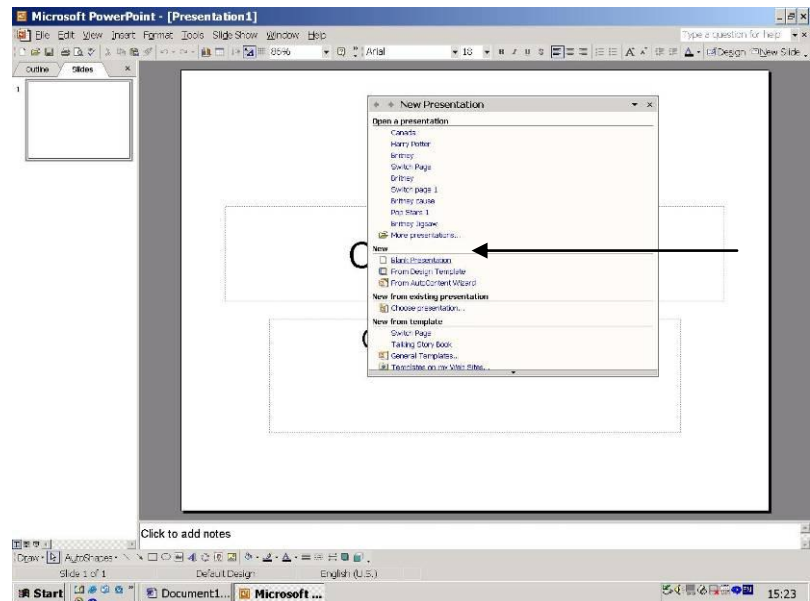 Microsoft PowerPoint - [Presentation1]
File Edit View Insert Format Tools Slide Show Window Help
Type a question for help
86% Arial 18 Design New Slide
Outline Slides
1
New Presentation
Open a presentation
Canada
Harry Potter
Britney
Switch Page
Britney
Switch page 1
Britney cause
Pop Stars 1
Britney Jigsaw
More presentations...
New
Blank Presentation
From Design Template
From AutoContent Wizard
New from existing presentation
Choose presentation...
New from template
Switch Page
Talking Story Book
General Templates...
Templates on my Web Sites...
Click to add notes
Draw AutoShapes
Slide 1 of 1 Default Design English (U.S.)
Start Document1... Microsoft ... 15:23